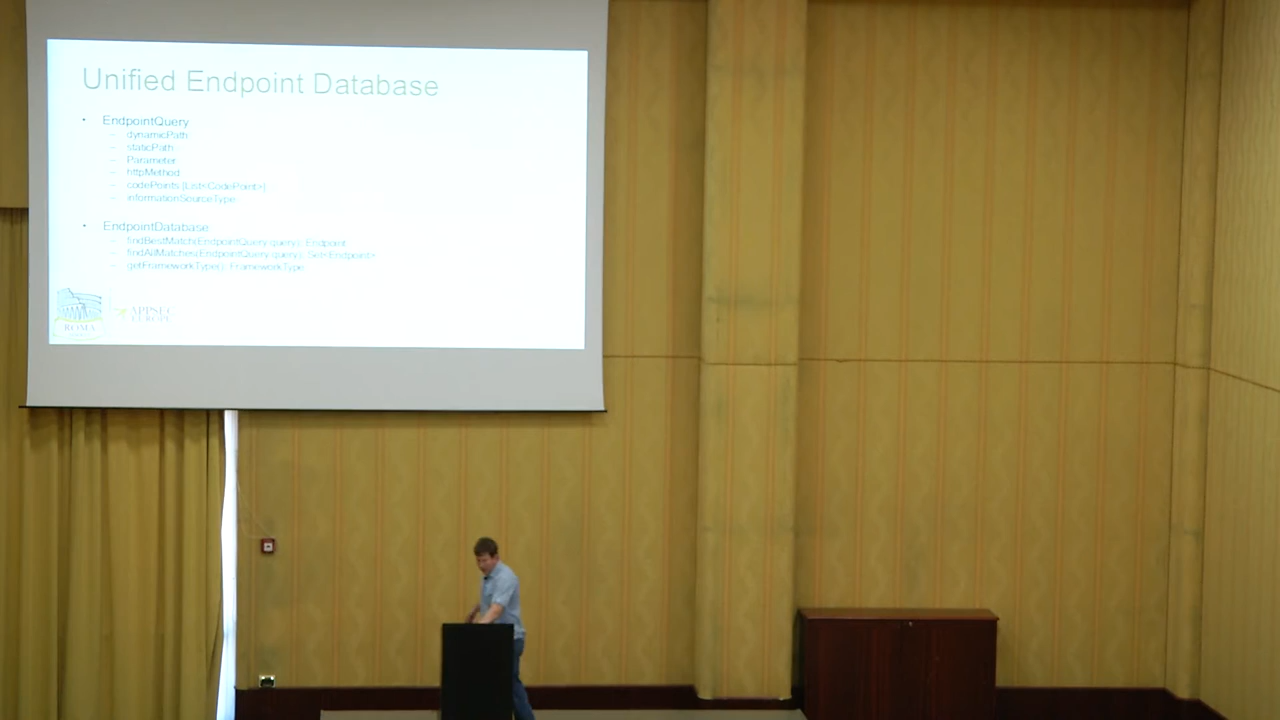 Unified Endpoint Database
• EndpointQuery
– dynamicPath
– staticPath
– Parameter
– httpMethod
– codePoints [List<CodePoint>]
– informationSourceType
• EndpointDatabase
– findBestMatch(EndpointQuery query): Endpoint
– findAllMatches(EndpointQuery query): Set<Endpoint>
– getFrameworkType(): FrameworkType
ROMA
APPSEC
EUROPE